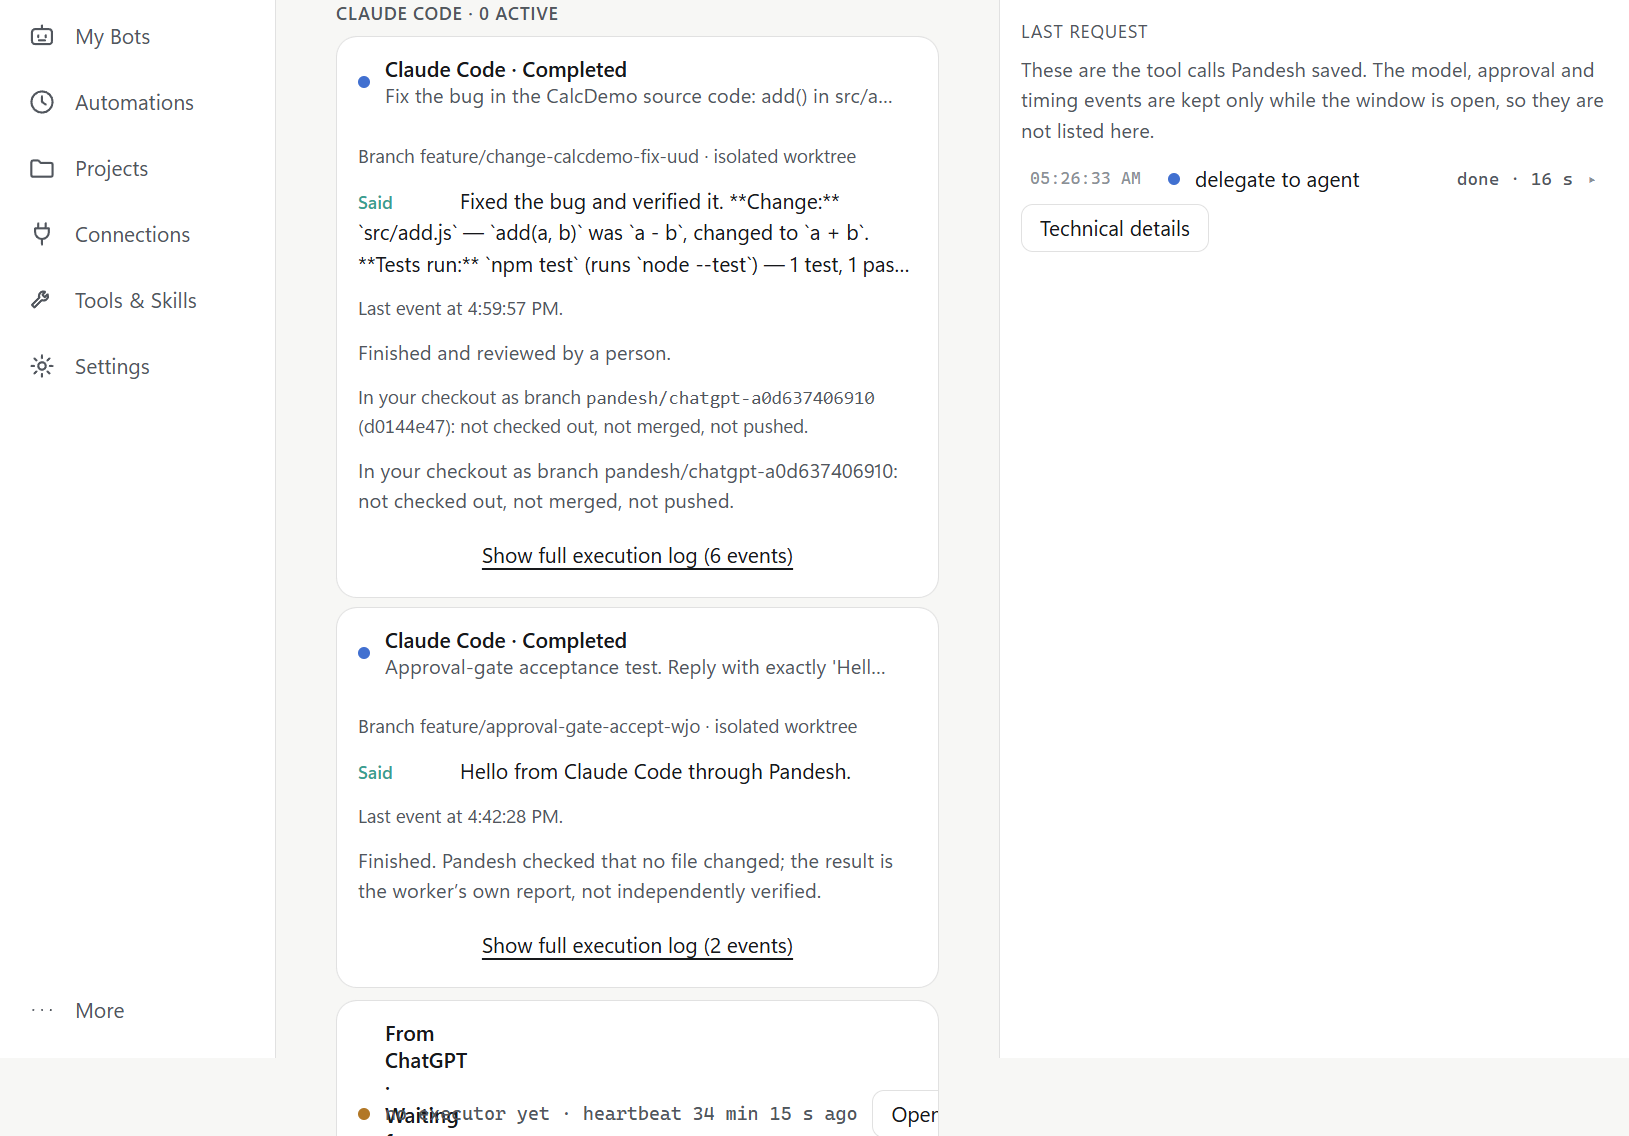 My Bots
Automations
Projects
Connections
Tools & Skills
Settings
··· More
CLAUDE CODE · 0 ACTIVE
Claude Code · Completed
Fix the bug in the CalcDemo source code: add() in src/a...
Branch feature/change-calcdemo-fix-uud · isolated worktree
Said Fixed the bug and verified it. **Change:**
`src/add.js` — `add(a, b)` was `a - b`, changed to `a + b`.
**Tests run:** `npm test` (runs `node --test`) — 1 test, 1 pas...
Last event at 4:59:57 PM.
Finished and reviewed by a person.
In your checkout as branch pandesh/chatgpt-a0d637406910
(d0144e47): not checked out, not merged, not pushed.
In your checkout as branch pandesh/chatgpt-a0d637406910:
not checked out, not merged, not pushed.
Show full execution log (6 events)
Claude Code · Completed
Approval-gate acceptance test. Reply with exactly 'Hell...
Branch feature/approval-gate-accept-wjo · isolated worktree
Said Hello from Claude Code through Pandesh.
Last event at 4:42:28 PM.
Finished. Pandesh checked that no file changed; the result is
the worker’s own report, not independently verified.
Show full execution log (2 events)
From
ChatGPT
·
Waiting
no executor yet · heartbeat 34 min 15 s ago
LAST REQUEST
These are the tool calls Pandesh saved. The model, approval and
timing events are kept only while the window is open, so they are
not listed here.
05:26:33 AM delegate to agent done · 16 s ▸
Technical details